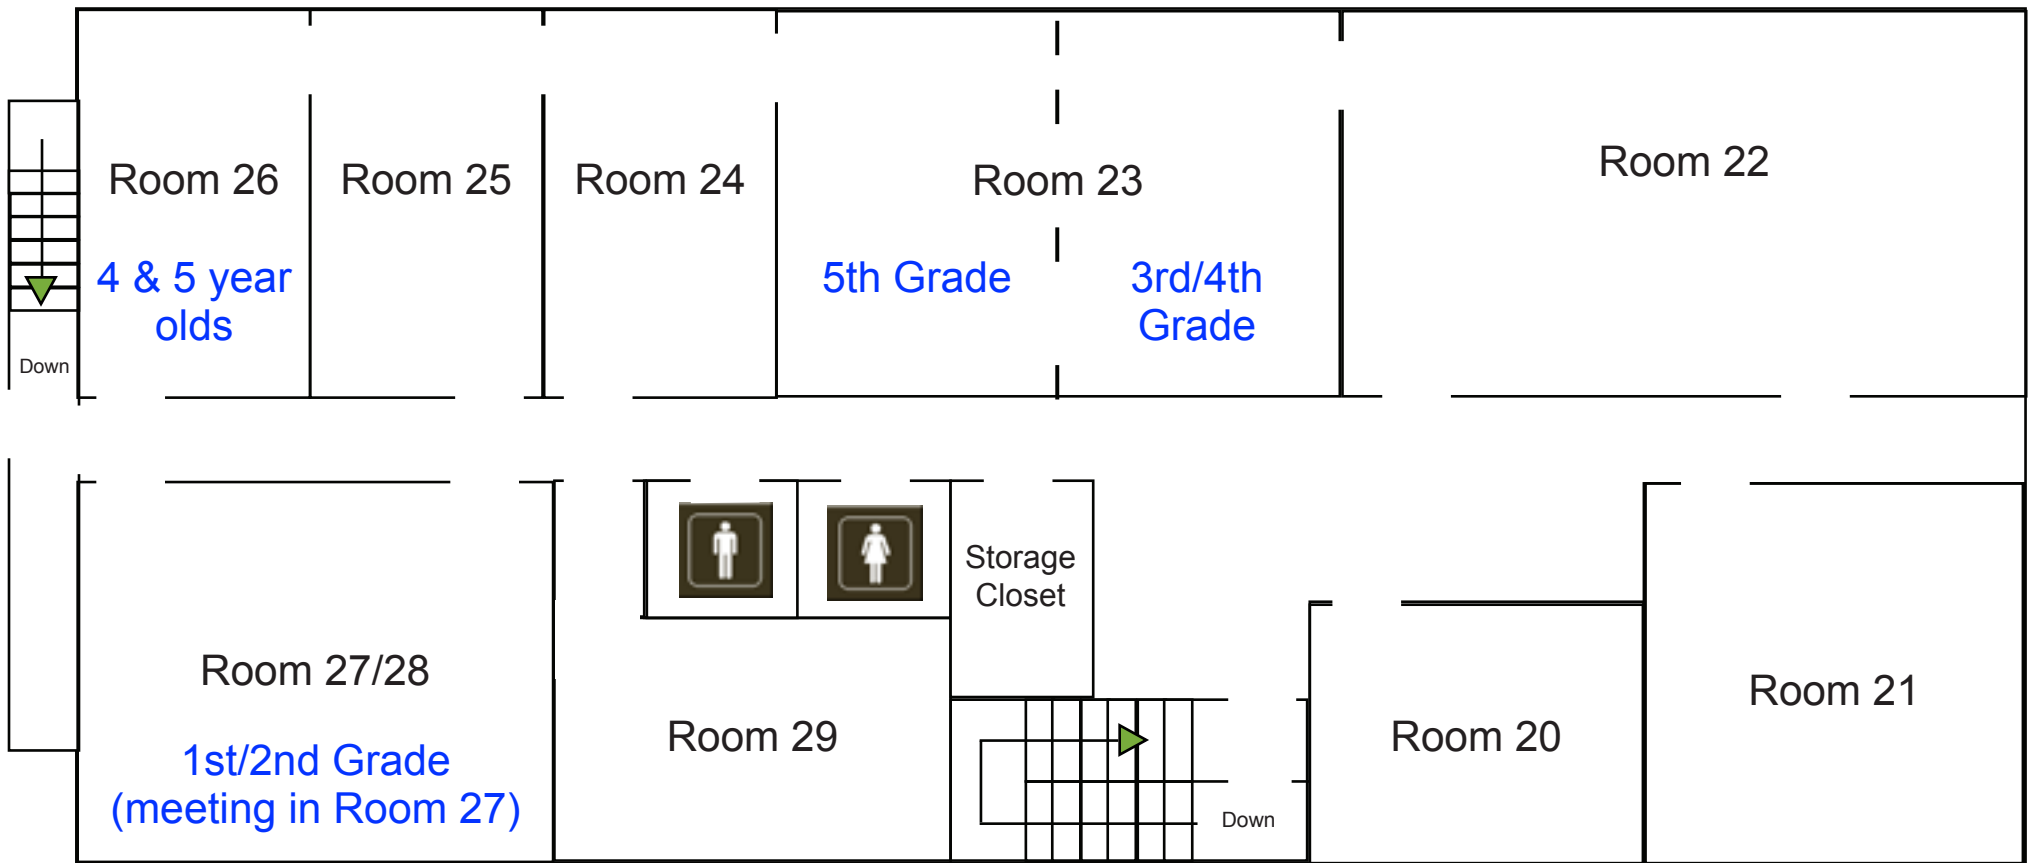 Room 26
Room 25
Room 24
Room 23
Room 22
4 & 5 year
olds
5th Grade
3rd/4th
Grade
Down
Storage
Closet
Room 27/28
1st/2nd Grade
(meeting in Room 27)
Room 29
Room 20
Room 21
Down